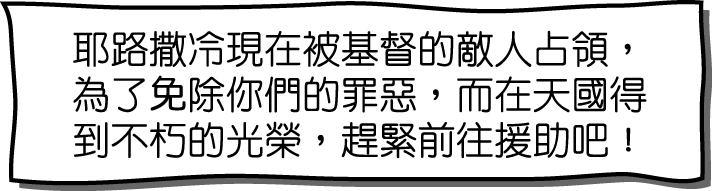 耶路撒冷現在被基督的敵人占領，
為了免除你們的罪惡，而在天國得
到不朽的光榮，趕緊前往援助吧！